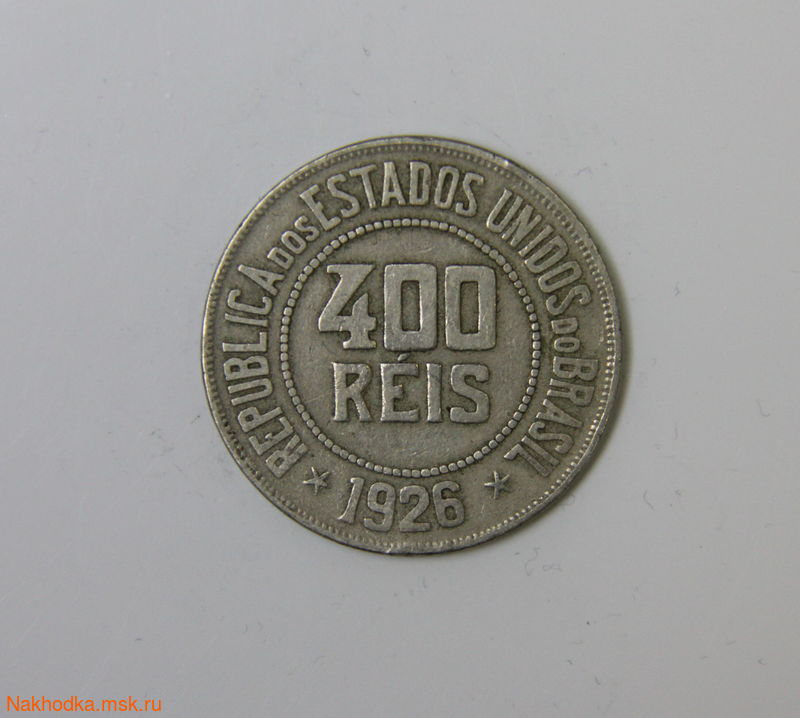 REPUBLICA DOS ESTADOS UNIDOS DO BRASIL
400
RÉIS
1926
Nakhodka.msk.ru